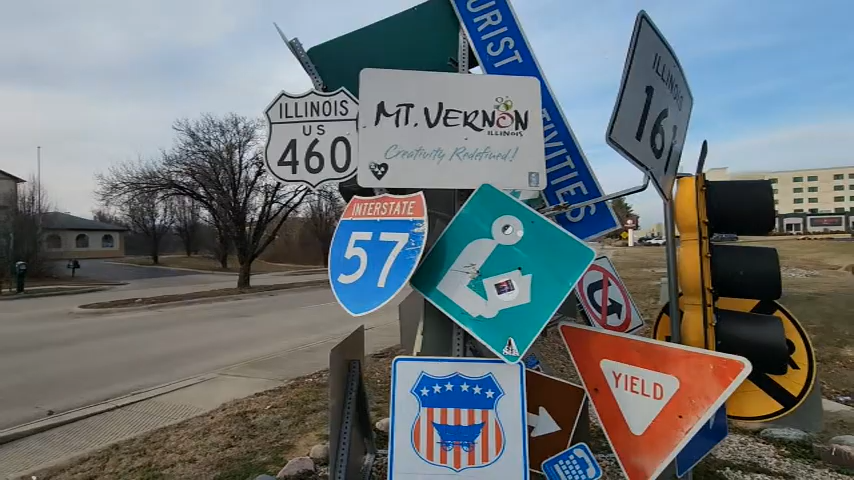 URIST
IVITIES
ILLINOIS
US
460
MT. VERNON
ILLINOIS
Creativity Redefined!
ILLINOIS
16
INTERSTATE
57
YIELD